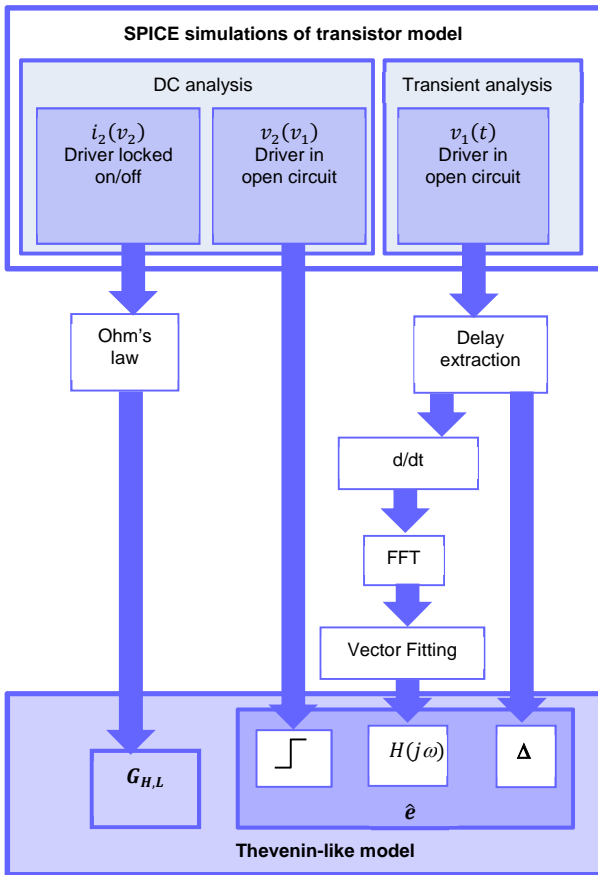 SPICE simulations of transistor model
DC analysis
Transient analysis
i₂(v₂)
Driver locked
on/off
v₂(v₁)
Driver in
open circuit
v₁(t)
Driver in
open circuit
Ohm's
law
Delay
extraction
d/dt
FFT
Vector Fitting
G_{H,L}
H(jω)
Δ
ê
Thevenin-like model